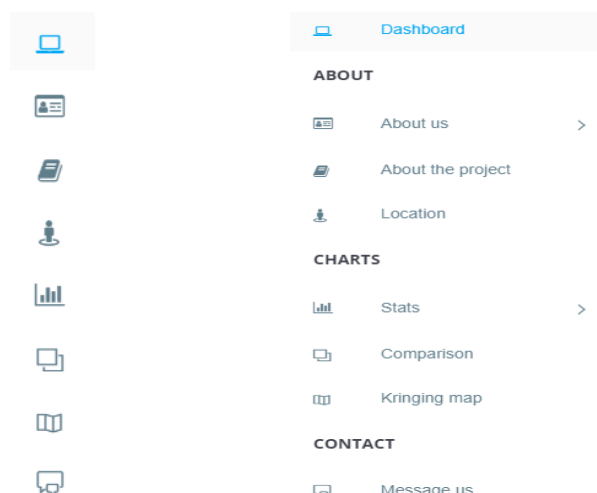 Dashboard
ABOUT
About us
About the project
Location
CHARTS
Stats
Comparison
Kringing map
CONTACT
Message us